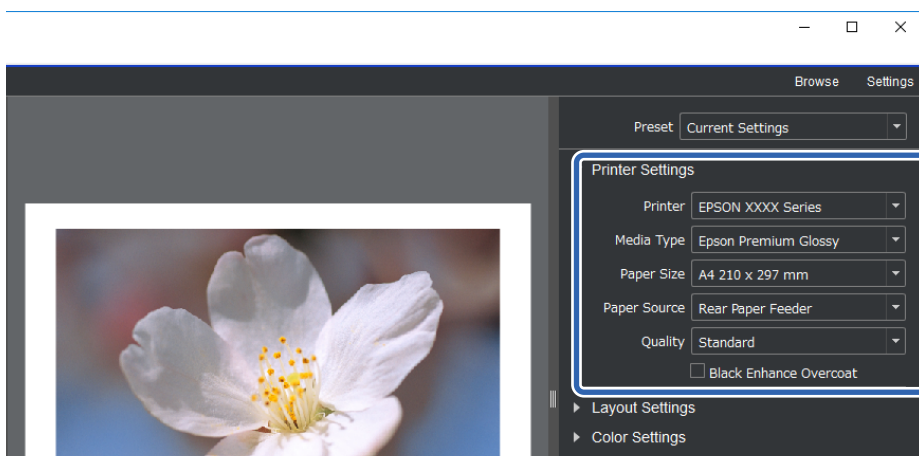 Browse Settings
Preset Current Settings
Printer Settings
Printer EPSON XXXX Series
Media Type Epson Premium Glossy
Paper Size A4 210 x 297 mm
Paper Source Rear Paper Feeder
Quality Standard
Black Enhance Overcoat
Layout Settings
Color Settings